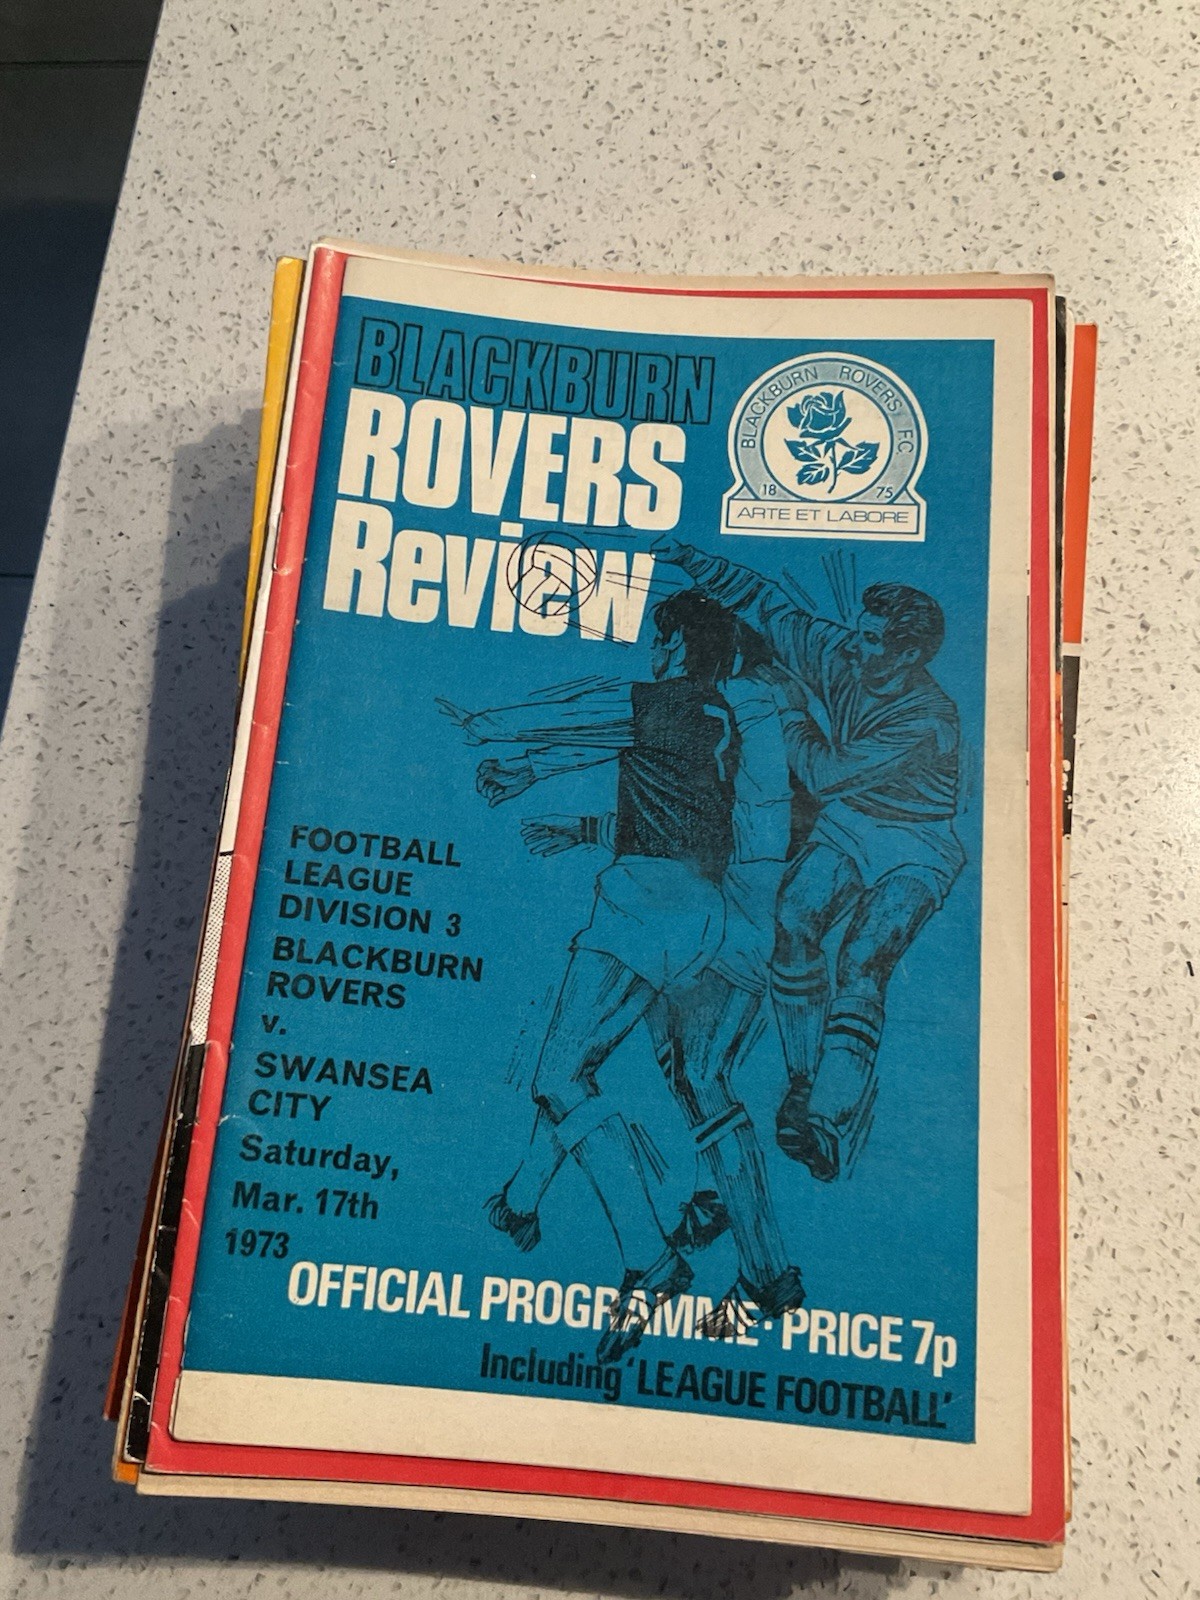 BLACKBURN
ROVERS
Review
BLACKBURN ROVERS F.C.
18 75
ARTE ET LABORE
7
FOOTBALL
LEAGUE
DIVISION 3
BLACKBURN
ROVERS
v.
SWANSEA
CITY
Saturday,
Mar. 17th
1973
OFFICIAL PROGRAMME · PRICE 7p
Including 'LEAGUE FOOTBALL'